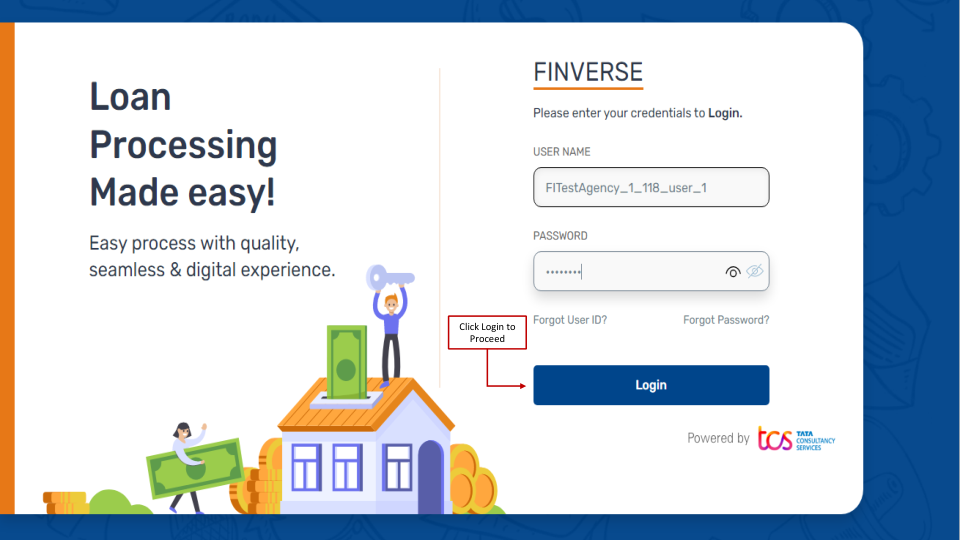 Loan
Processing
Made easy!
Easy process with quality,
seamless & digital experience.
FINVERSE
Please enter your credentials to Login.
USER NAME
FITestAgency_1_118_user_1
PASSWORD
••••••••
Forgot User ID?
Forgot Password?
Click Login to
Proceed
Login
Powered by
tcs
TATA
CONSULTANCY
SERVICES